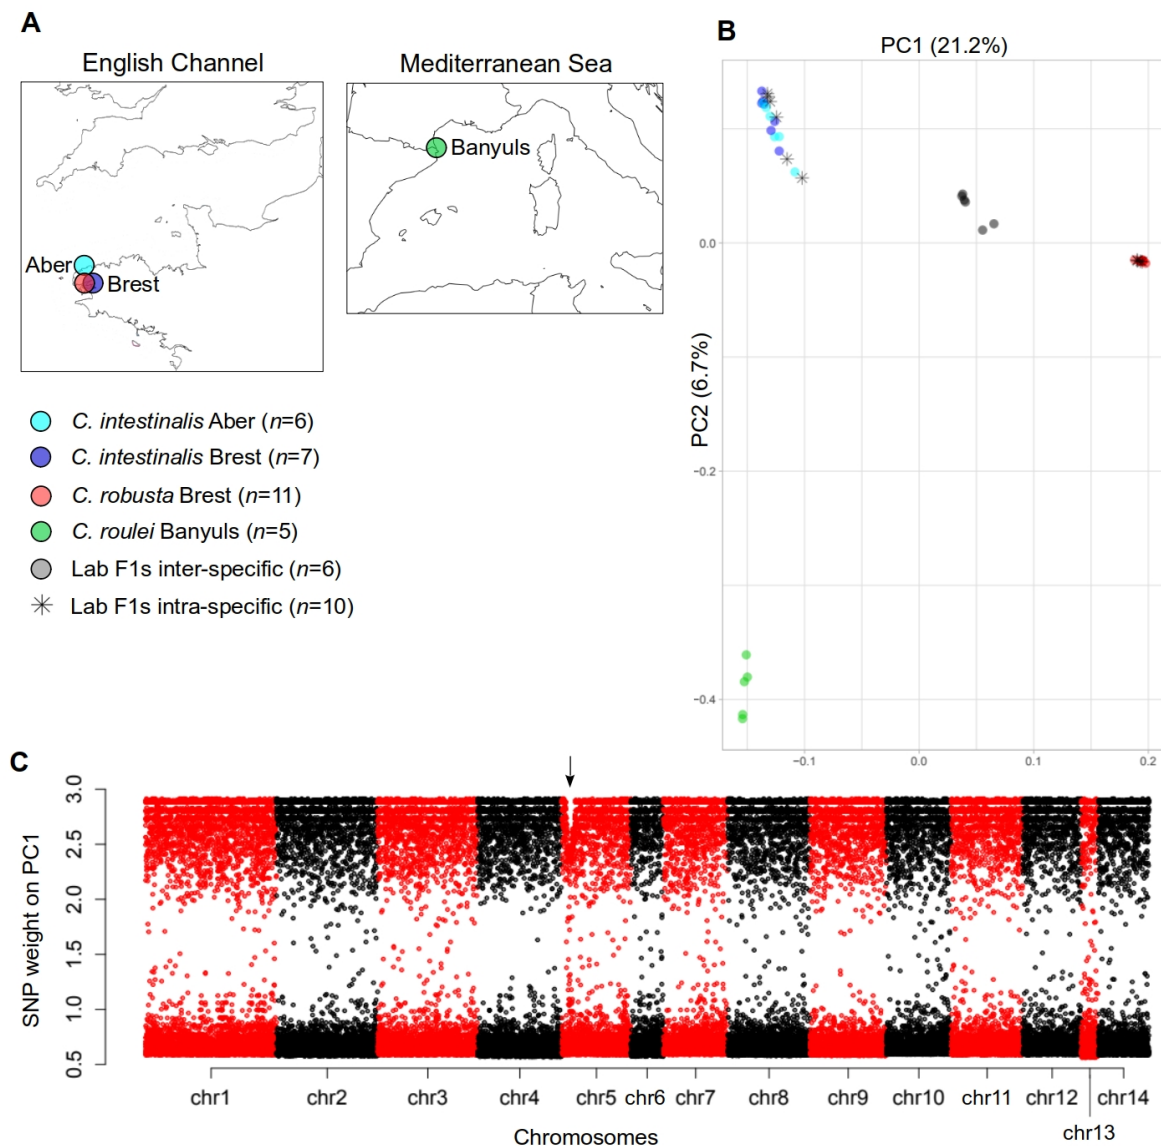 A
English Channel
Mediterranean Sea
Aber
Brest
Banyuls
C. intestinalis Aber (n=6)
C. intestinalis Brest (n=7)
C. robusta Brest (n=11)
C. roulei Banyuls (n=5)
Lab F1s inter-specific (n=6)
Lab F1s intra-specific (n=10)
B
PC1 (21.2%)
PC2 (6.7%)
0.0
−0.2
−0.4
−0.1
0.0
0.1
0.2
C
SNP weight on PC1
3.0
2.5
2.0
1.5
1.0
0.5
chr1 chr2 chr3 chr4 chr5 chr6 chr7 chr8 chr9 chr10 chr11 chr12 chr14
chr13
Chromosomes